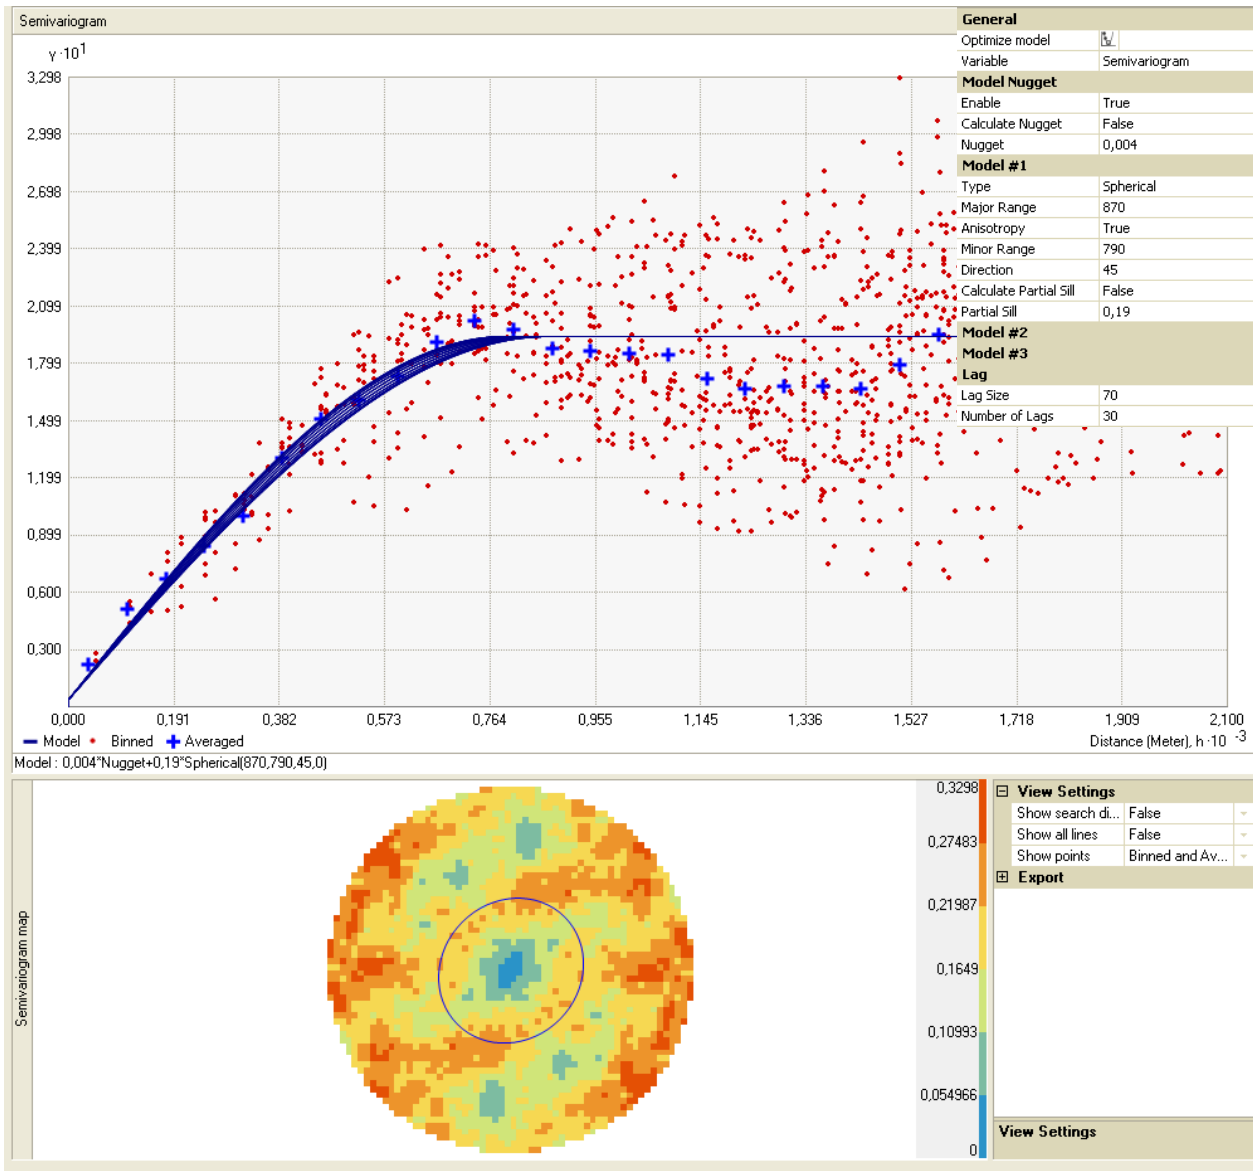 Semivariogram
γ·10¹
3,298
2,998
2,698
2,399
2,099
1,799
1,499
1,199
0,899
0,600
0,300
0,000 0,191 0,382 0,573 0,764 0,955 1,145 1,336 1,527 1,718 1,909 2,100
Model Binned Averaged
Distance (Meter), h·10⁻³
Model : 0,004*Nugget+0,19*Spherical(870,790,45,0)
General
Optimize model
Variable Semivariogram
Model Nugget
Enable True
Calculate Nugget False
Nugget 0,004
Model #1
Type Spherical
Major Range 870
Anisotropy True
Minor Range 790
Direction 45
Calculate Partial Sill False
Partial Sill 0,19
Model #2
Model #3
Lag
Lag Size 70
Number of Lags 30
Semivariogram map
0,3298
0,27483
0,21987
0,1649
0,10993
0,054966
0
View Settings
Show search di... False
Show all lines False
Show points Binned and Av...
Export
View Settings